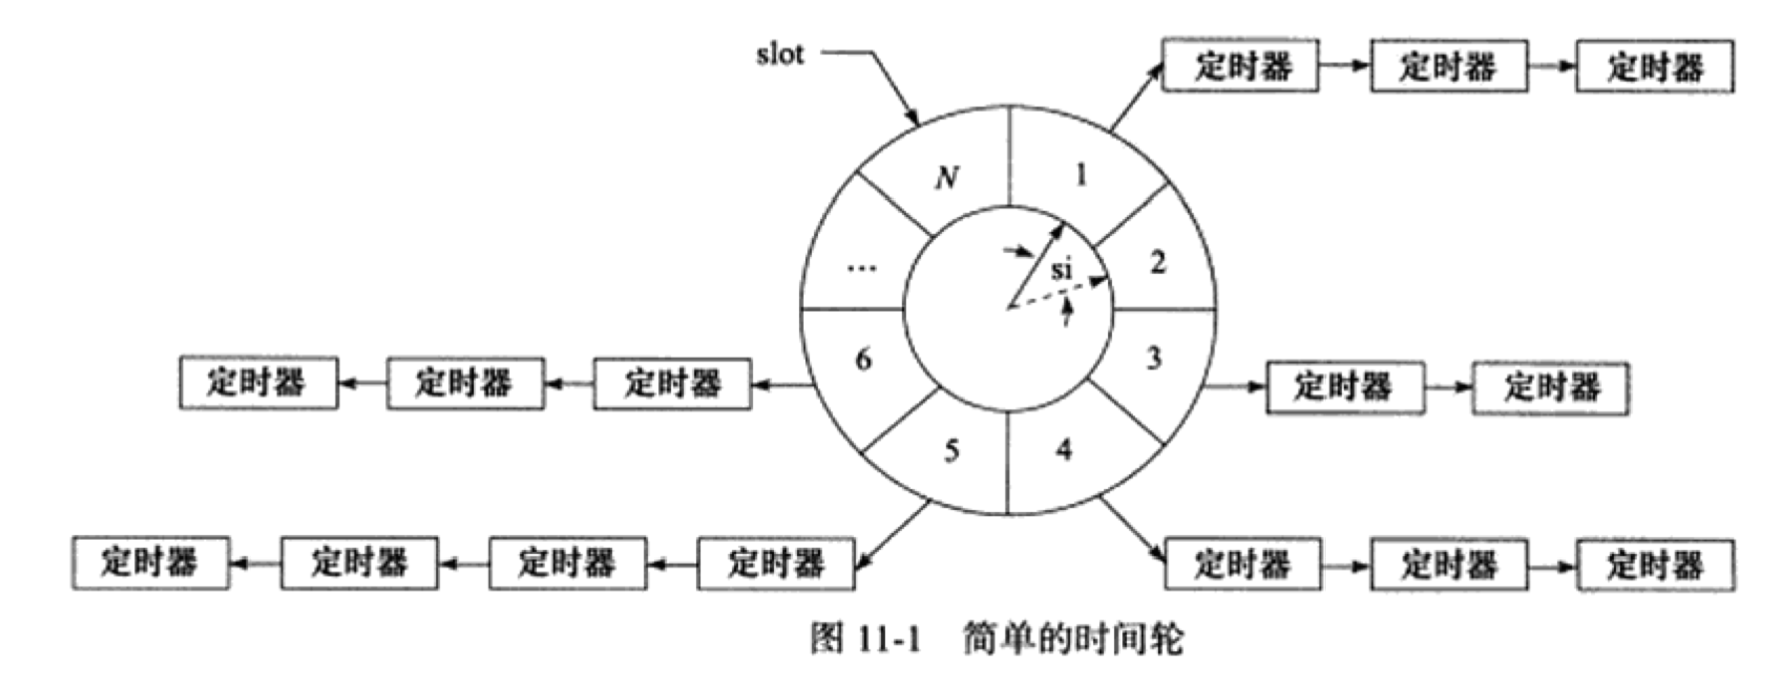 slot
定时器 定时器 定时器
N 1
... si 2
6 3
定时器 定时器 定时器
定时器 定时器
5 4
定时器 定时器 定时器 定时器
定时器 定时器 定时器
图 11-1 简单的时间轮